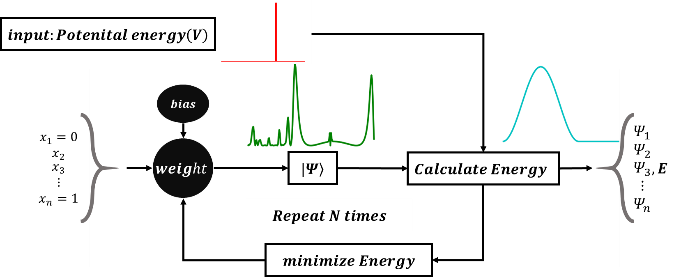 input: Potenital energy(V)
bias
x₁ = 0
x₂
x₃
⋮
xₙ = 1
weight
|Ψ⟩
Calculate Energy
Ψ₁
Ψ₂
Ψ₃, E
⋮
Ψₙ
Repeat N times
minimize Energy